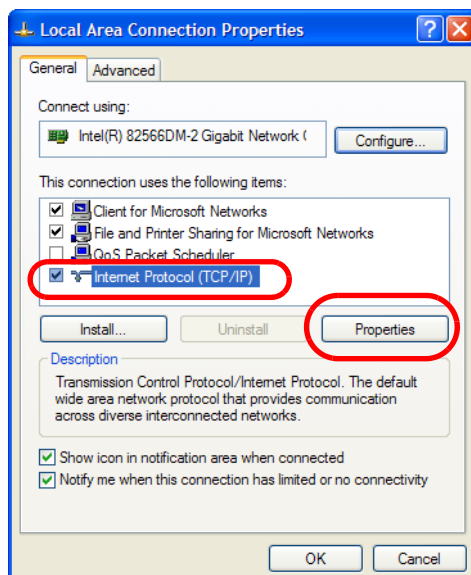 Local Area Connection Properties
General
Advanced
Connect using:
Intel(R) 82566DM-2 Gigabit Network
Configure...
This connection uses the following items:
Client for Microsoft Networks
File and Printer Sharing for Microsoft Networks
QoS Packet Scheduler
Internet Protocol (TCP/IP)
Install...
Uninstall
Properties
Description
Transmission Control Protocol/Internet Protocol. The default
wide area network protocol that provides communication
across diverse interconnected networks.
Show icon in notification area when connected
Notify me when this connection has limited or no connectivity
OK
Cancel